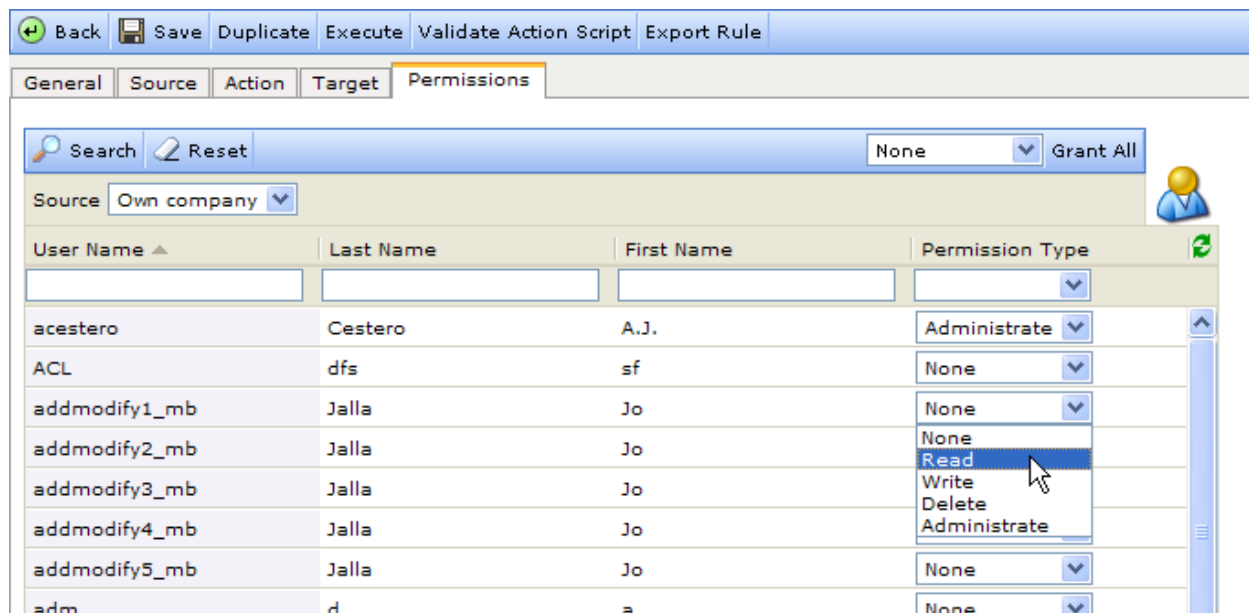 Back Save Duplicate Execute Validate Action Script Export Rule
General Source Action Target Permissions
Search Reset None Grant All
Source Own company
User Name Last Name First Name Permission Type
acestero Cestero A.J. Administrate
ACL dfs sf None
addmodify1_mb Jalla Jo None
None
addmodify2_mb Jalla Jo Read
Write
addmodify3_mb Jalla Jo Delete
addmodify4_mb Jalla Jo Administrate
addmodify5_mb Jalla Jo None
adm d a None